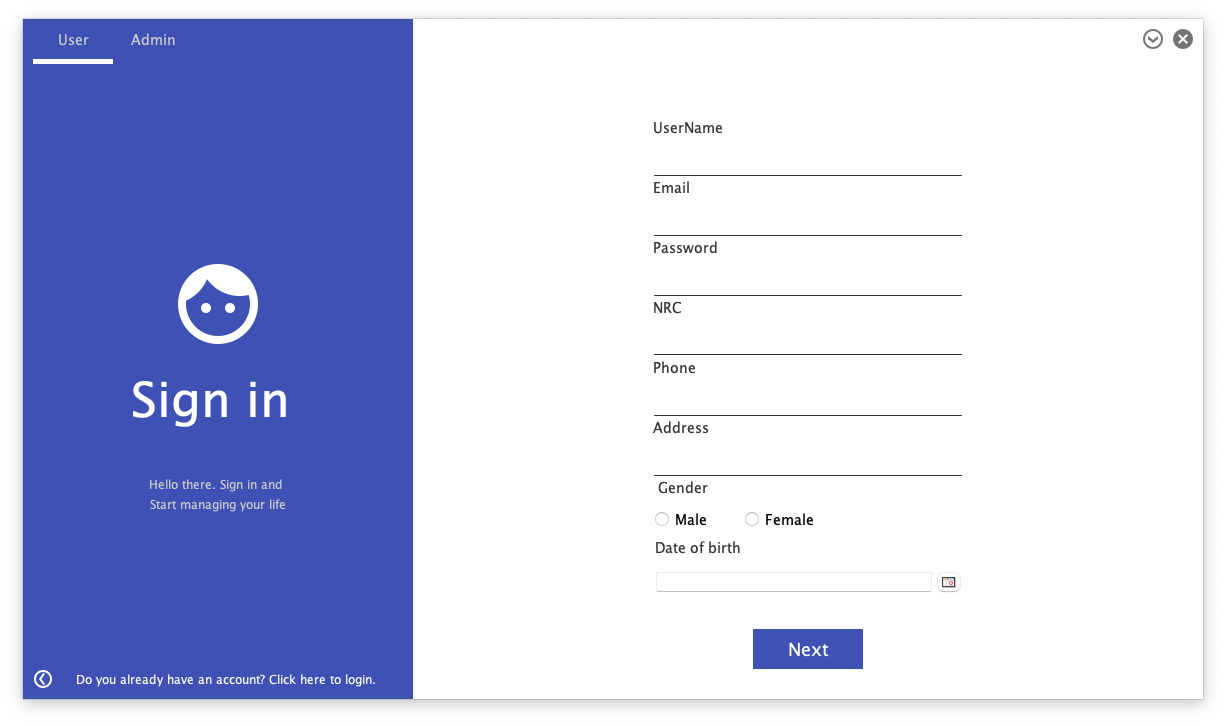 User Admin
Sign in
Hello there. Sign in and
Start managing your life
Do you already have an account? Click here to login.
UserName
Email
Password
NRC
Phone
Address
Gender
Male Female
Date of birth
Next